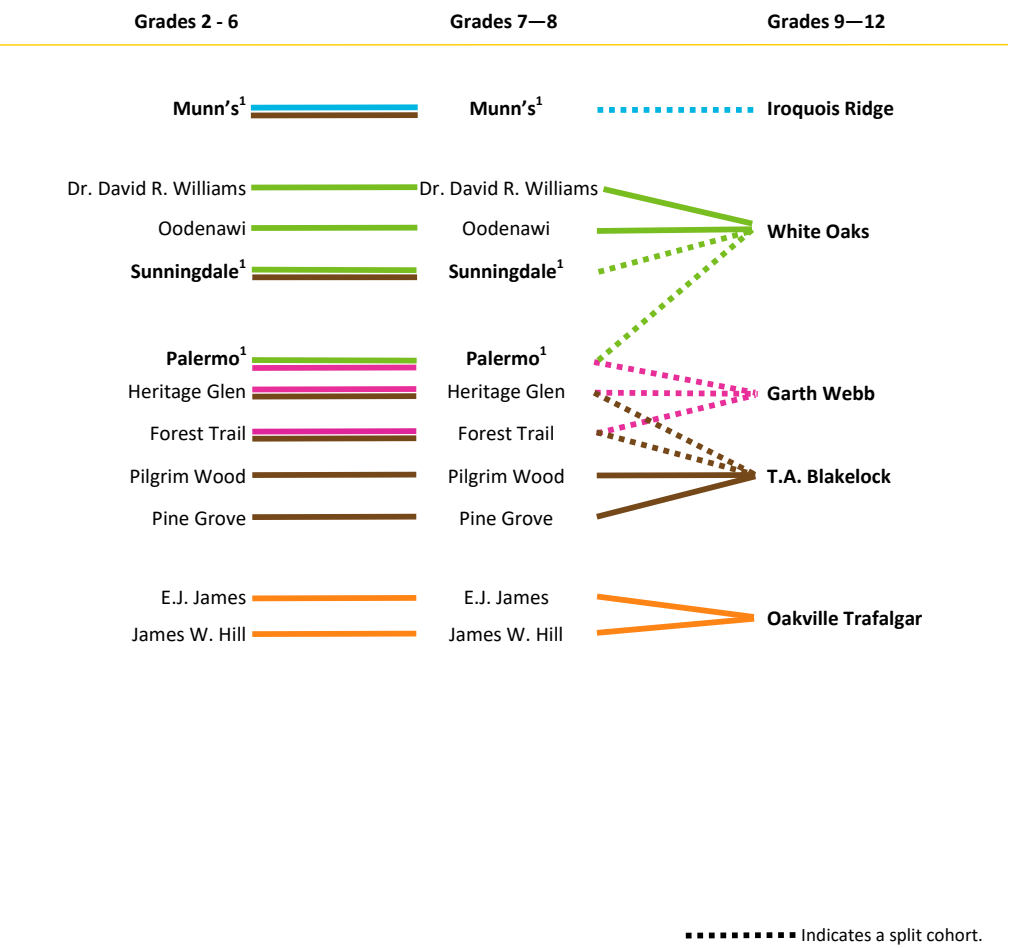 Grades 2 - 6 Grades 7—8 Grades 9—12
Munn's1 Munn's1 Iroquois Ridge
Dr. David R. Williams Dr. David R. Williams
Oodenawi Oodenawi White Oaks
Sunningdale1 Sunningdale1
Palermo1 Palermo1
Heritage Glen Heritage Glen Garth Webb
Forest Trail Forest Trail
Pilgrim Wood Pilgrim Wood T.A. Blakelock
Pine Grove Pine Grove
E.J. James E.J. James Oakville Trafalgar
James W. Hill James W. Hill
Indicates a split cohort.